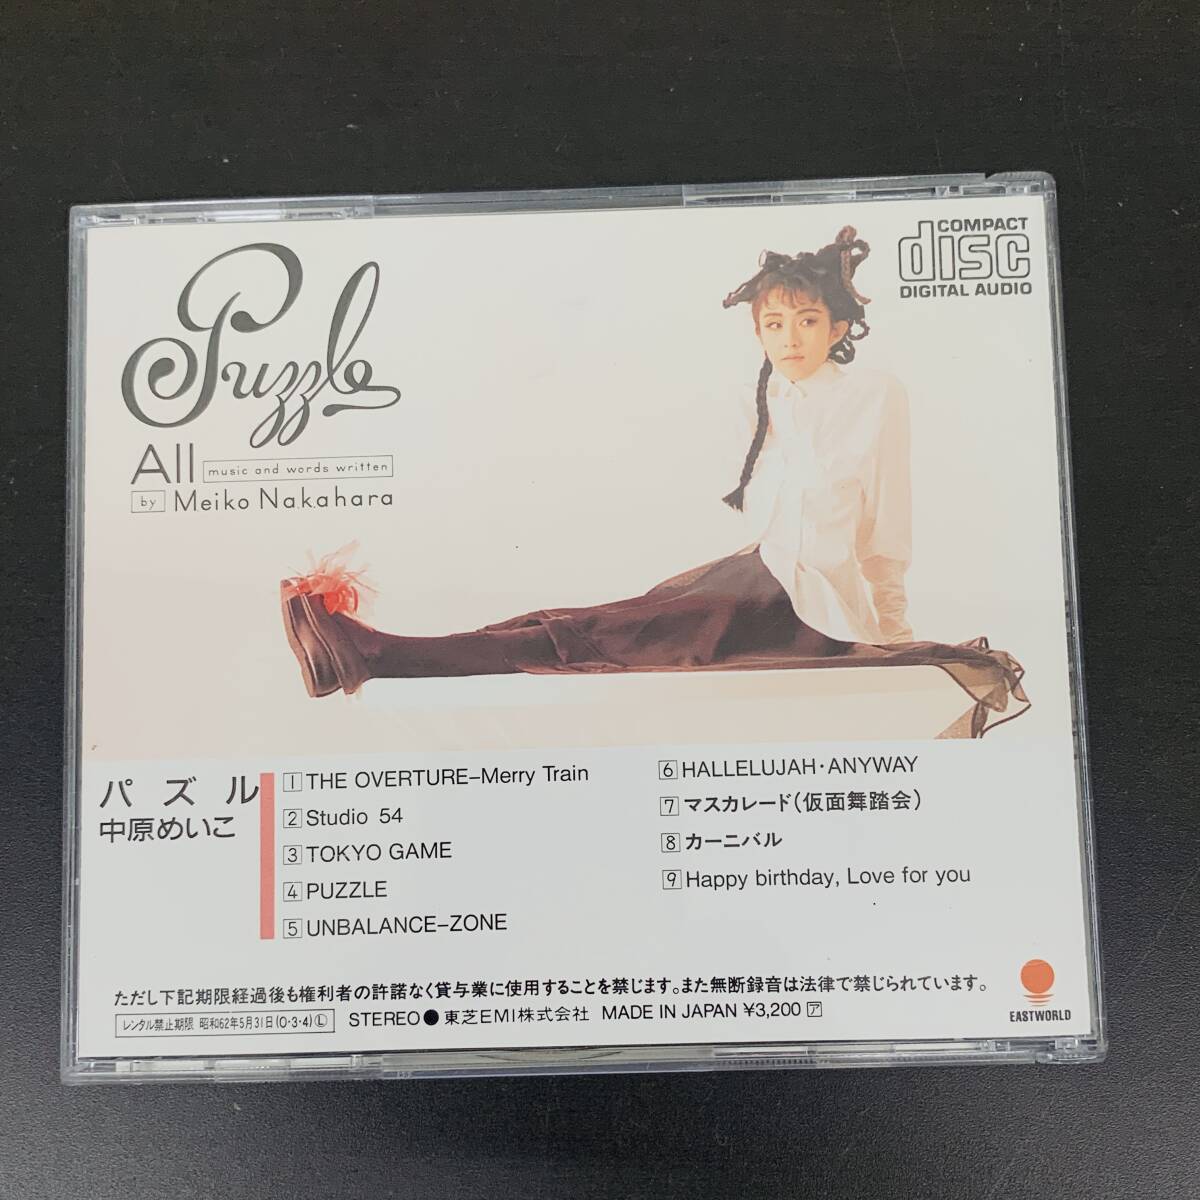 COMPACT
disc
DIGITAL AUDIO
Puzzle
All music and words written
by Meiko Nakahara
パズル
中原めいこ
1 THE OVERTURE–Merry Train
2 Studio 54
3 TOKYO GAME
4 PUZZLE
5 UNBALANCE–ZONE
6 HALLELUJAH・ANYWAY
7 マスカレード(仮面舞踏会)
8 カーニバル
9 Happy birthday, Love for you
ただし下記期限経過後も権利者の許諾なく貸与業に使用することを禁じます。また無断録音は法律で禁じられています。
レンタル禁止期限 昭和62年5月31日(O・3・4)Ⓛ STEREO●東芝EMI株式会社 MADE IN JAPAN ¥3,200 ア
EASTWORLD